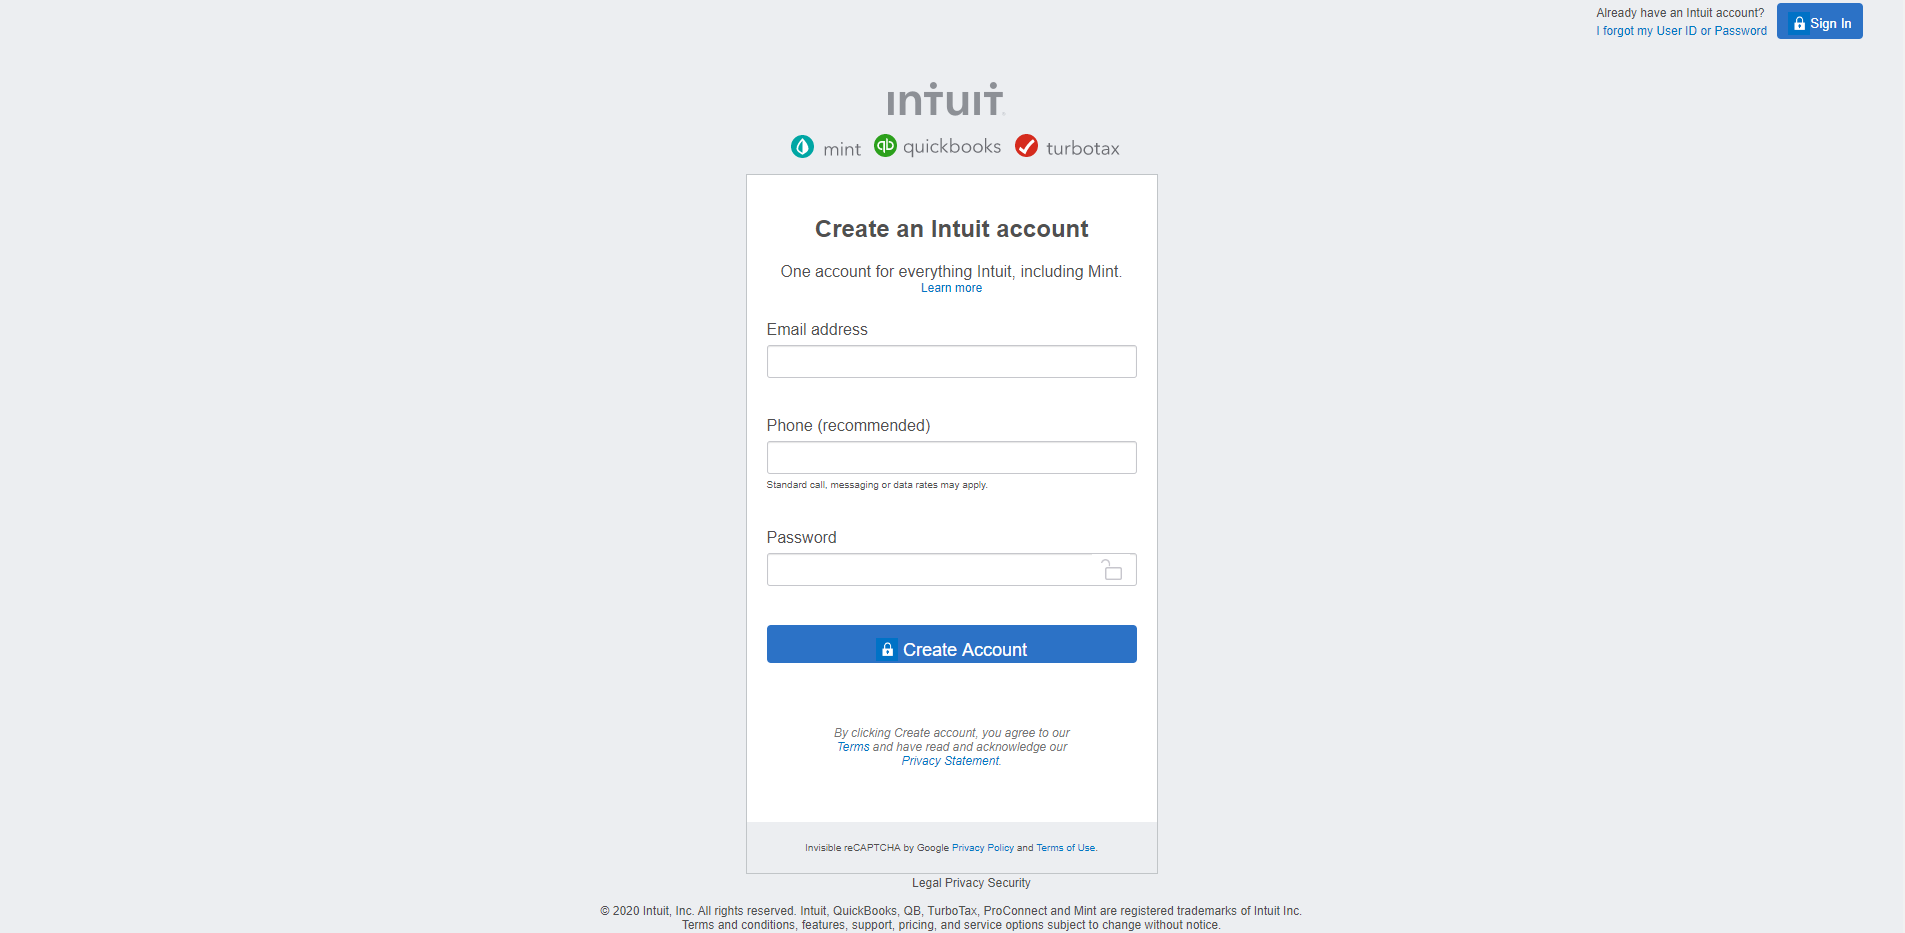 Already have an Intuit account?
I forgot my User ID or Password
Sign In
intuit
mint quickbooks turbotax
Create an Intuit account
One account for everything Intuit, including Mint.
Learn more
Email address
Phone (recommended)
Standard call, messaging or data rates may apply.
Password
Create Account
By clicking Create account, you agree to our
Terms and have read and acknowledge our
Privacy Statement.
Invisible reCAPTCHA by Google Privacy Policy and Terms of Use.
Legal Privacy Security
© 2020 Intuit, Inc. All rights reserved. Intuit, QuickBooks, QB, TurboTax, ProConnect and Mint are registered trademarks of Intuit Inc.
Terms and conditions, features, support, pricing, and service options subject to change without notice.